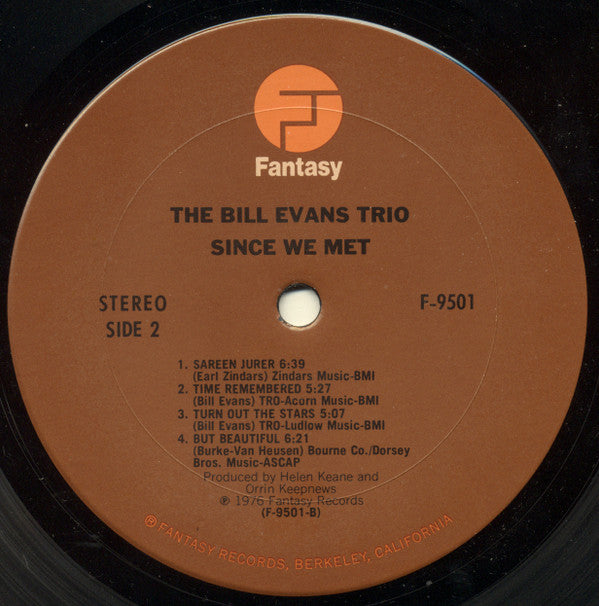 Fantasy
THE BILL EVANS TRIO
SINCE WE MET
STEREO
SIDE 2
F-9501
1. SAREEN JURER 6:39
(Earl Zindars) Zindars Music-BMI
2. TIME REMEMBERED 5:27
(Bill Evans) TRO-Acorn Music-BMI
3. TURN OUT THE STARS 5:07
(Bill Evans) TRO-Ludlow Music-BMI
4. BUT BEAUTIFUL 6:21
(Burke-Van Heusen) Bourne Co./Dorsey
Bros. Music-ASCAP
Produced by Helen Keane and
Orrin Keepnews
℗ 1976 Fantasy Records
(F-9501-B)
® FANTASY RECORDS, BERKELEY, CALIFORNIA